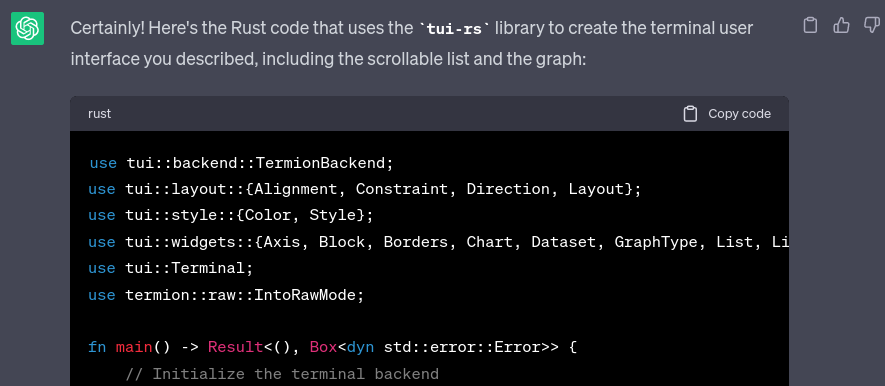 Certainly! Here's the Rust code that uses the `tui-rs` library to create the terminal user
interface you described, including the scrollable list and the graph:
rust
Copy code
use tui::backend::TermionBackend;
use tui::layout::{Alignment, Constraint, Direction, Layout};
use tui::style::{Color, Style};
use tui::widgets::{Axis, Block, Borders, Chart, Dataset, GraphType, List, Li
use tui::Terminal;
use termion::raw::IntoRawMode;
fn main() -> Result<(), Box<dyn std::error::Error>> {
    // Initialize the terminal backend